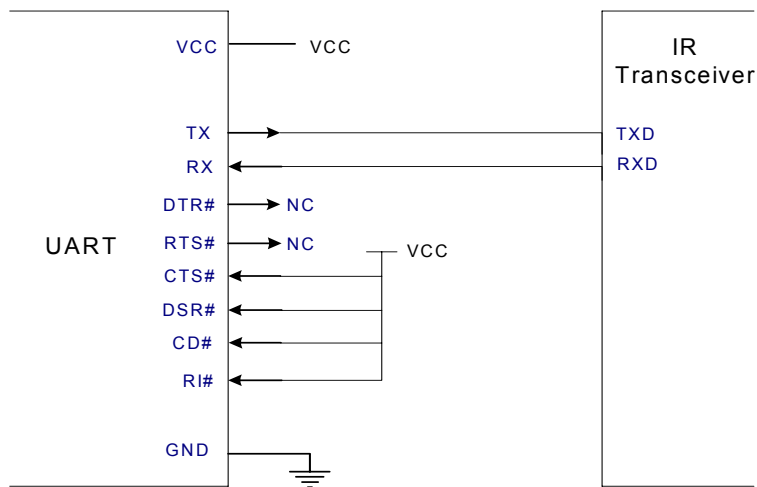 VCC VCC
IR
Transceiver
TX TXD
RX RXD
DTR# NC
UART
RTS# NC
VCC
CTS#
DSR#
CD#
RI#
GND